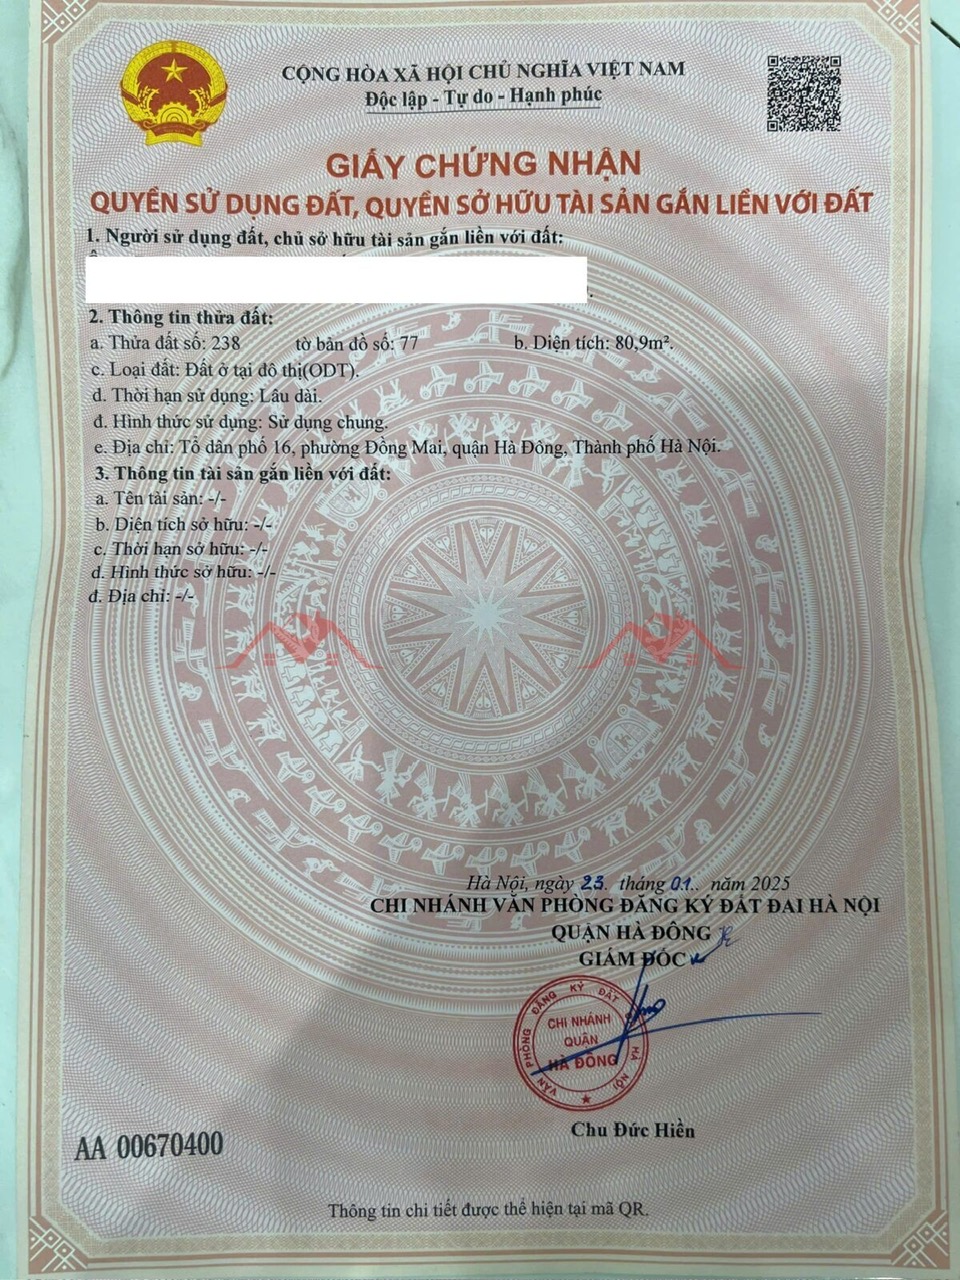 CỘNG HÒA XÃ HỘI CHỦ NGHĨA VIỆT NAM
Độc lập - Tự do - Hạnh phúc
GIẤY CHỨNG NHẬN
QUYỀN SỬ DỤNG ĐẤT, QUYỀN SỞ HỮU TÀI SẢN GẮN LIỀN VỚI ĐẤT
1. Người sử dụng đất, chủ sở hữu tài sản gắn liền với đất:
2. Thông tin thửa đất:
a. Thửa đất số: 238 tờ bản đồ số: 77 b. Diện tích: 80,9m².
c. Loại đất: Đất ở tại đô thị(ODT).
d. Thời hạn sử dụng: Lâu dài.
đ. Hình thức sử dụng: Sử dụng chung.
e. Địa chỉ: Tổ dân phố 16, phường Đồng Mai, quận Hà Đông, Thành phố Hà Nội.
3. Thông tin tài sản gắn liền với đất:
a. Tên tài sản: -/-
b. Diện tích sở hữu: -/-
c. Thời hạn sở hữu: -/-
d. Hình thức sở hữu: -/-
đ. Địa chỉ: -/-
Hà Nội, ngày 23. tháng 01.. năm 2025
CHI NHÁNH VĂN PHÒNG ĐĂNG KÝ ĐẤT ĐAI HÀ NỘI
QUẬN HÀ ĐÔNG
GIÁM ĐỐC
VĂN PHÒNG ĐĂNG KÝ ĐẤT HÀ NỘI
CHI NHÁNH
QUẬN
HÀ ĐÔNG
Chu Đức Hiền
AA 00670400
Thông tin chi tiết được thể hiện tại mã QR.